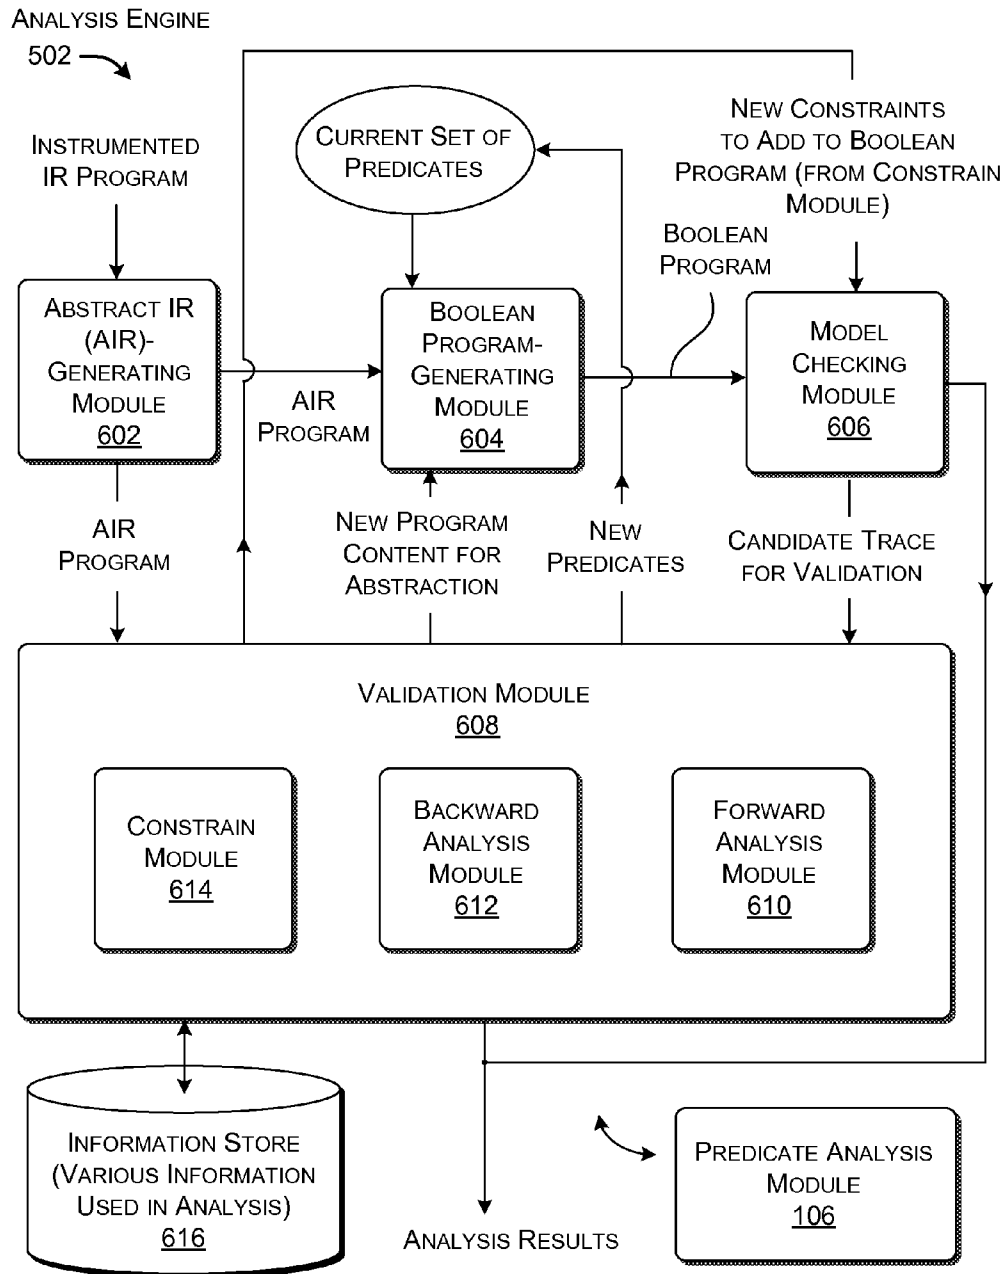 ANALYSIS ENGINE
502
INSTRUMENTED
IR PROGRAM
CURRENT SET OF
PREDICATES
NEW CONSTRAINTS
TO ADD TO BOOLEAN
PROGRAM (FROM CONSTRAIN
MODULE)
BOOLEAN
PROGRAM
ABSTRACT IR
(AIR)-
GENERATING
MODULE
602
AIR
PROGRAM
BOOLEAN
PROGRAM-
GENERATING
MODULE
604
MODEL
CHECKING
MODULE
606
AIR
PROGRAM
NEW PROGRAM
CONTENT FOR
ABSTRACTION
NEW
PREDICATES
CANDIDATE TRACE
FOR VALIDATION
VALIDATION MODULE
608
CONSTRAIN
MODULE
614
BACKWARD
ANALYSIS
MODULE
612
FORWARD
ANALYSIS
MODULE
610
INFORMATION STORE
(VARIOUS INFORMATION
USED IN ANALYSIS)
616
ANALYSIS RESULTS
PREDICATE ANALYSIS
MODULE
106